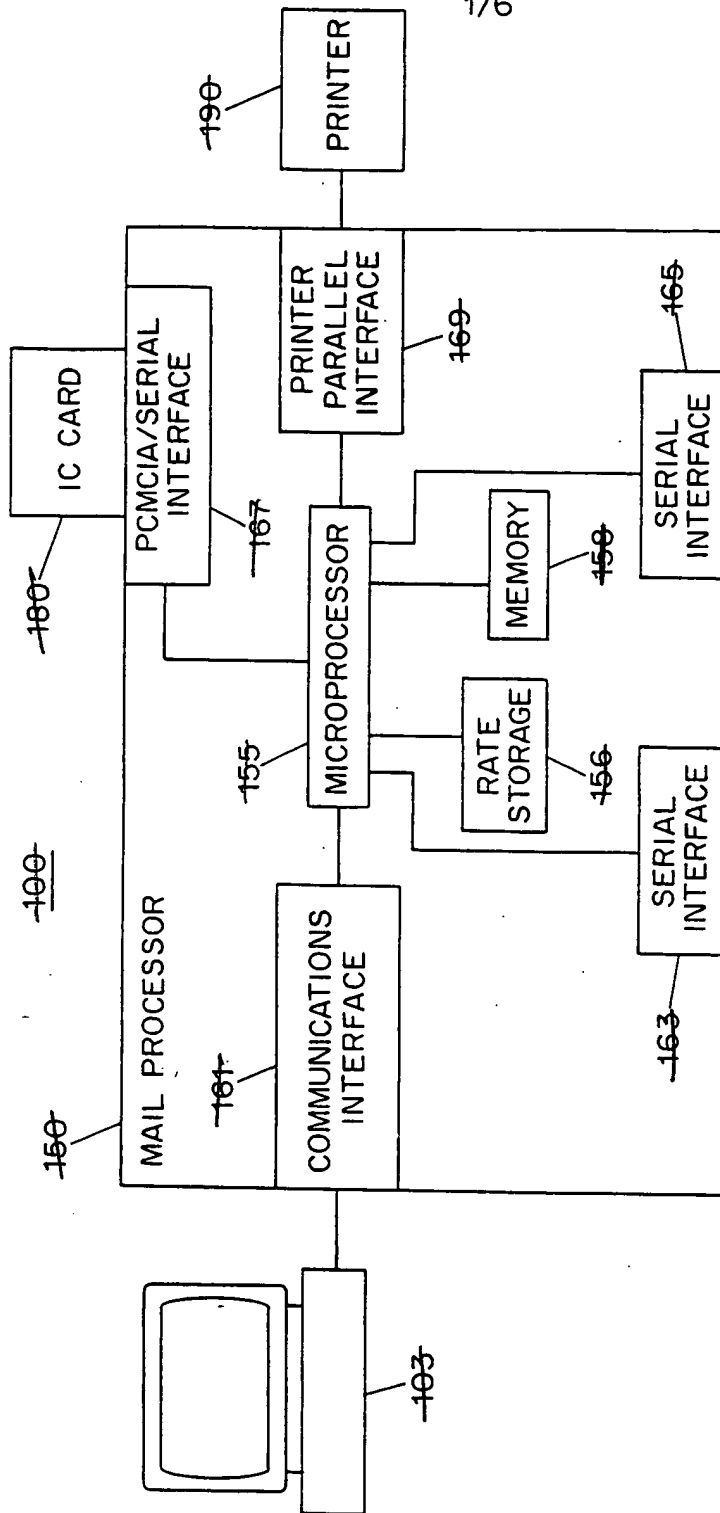 1/6
100
150
MAIL PROCESSOR
180
IC CARD
PCMCIA/SERIAL
INTERFACE
167
190
PRINTER
PRINTER
PARALLEL
INTERFACE
169
155
MICROPROCESSOR
161
COMMUNICATIONS
INTERFACE
103
RATE
STORAGE
156
MEMORY
158
163
SERIAL
INTERFACE
165
SERIAL
INTERFACE